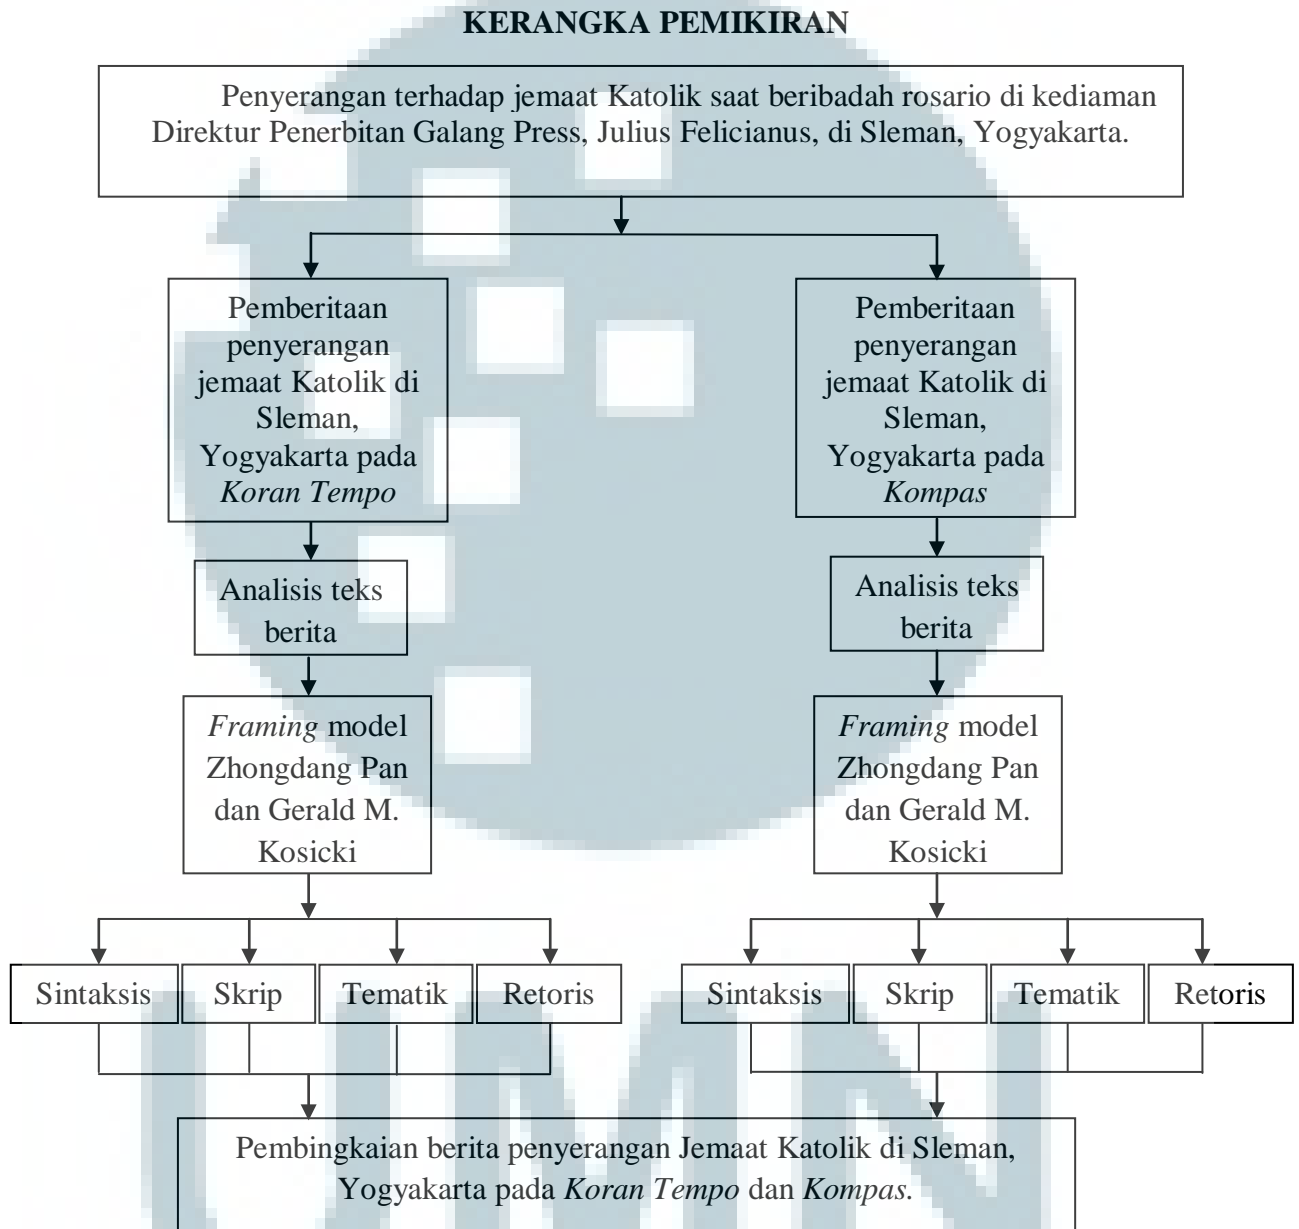 KERANGKA PEMIKIRAN
Penyerangan terhadap jemaat Katolik saat beribadah rosario di kediaman
Direktur Penerbitan Galang Press, Julius Felicianus, di Sleman, Yogyakarta.
Pemberitaan
penyerangan
jemaat Katolik di
Sleman,
Yogyakarta pada
Koran Tempo
Pemberitaan
penyerangan
jemaat Katolik di
Sleman,
Yogyakarta pada
Kompas
Analisis teks
berita
Analisis teks
berita
Framing model
Zhongdang Pan
dan Gerald M.
Kosicki
Framing model
Zhongdang Pan
dan Gerald M.
Kosicki
Sintaksis
Skrip
Tematik
Retoris
Sintaksis
Skrip
Tematik
Retoris
Pembingkaian berita penyerangan Jemaat Katolik di Sleman,
Yogyakarta pada Koran Tempo dan Kompas.
UMN